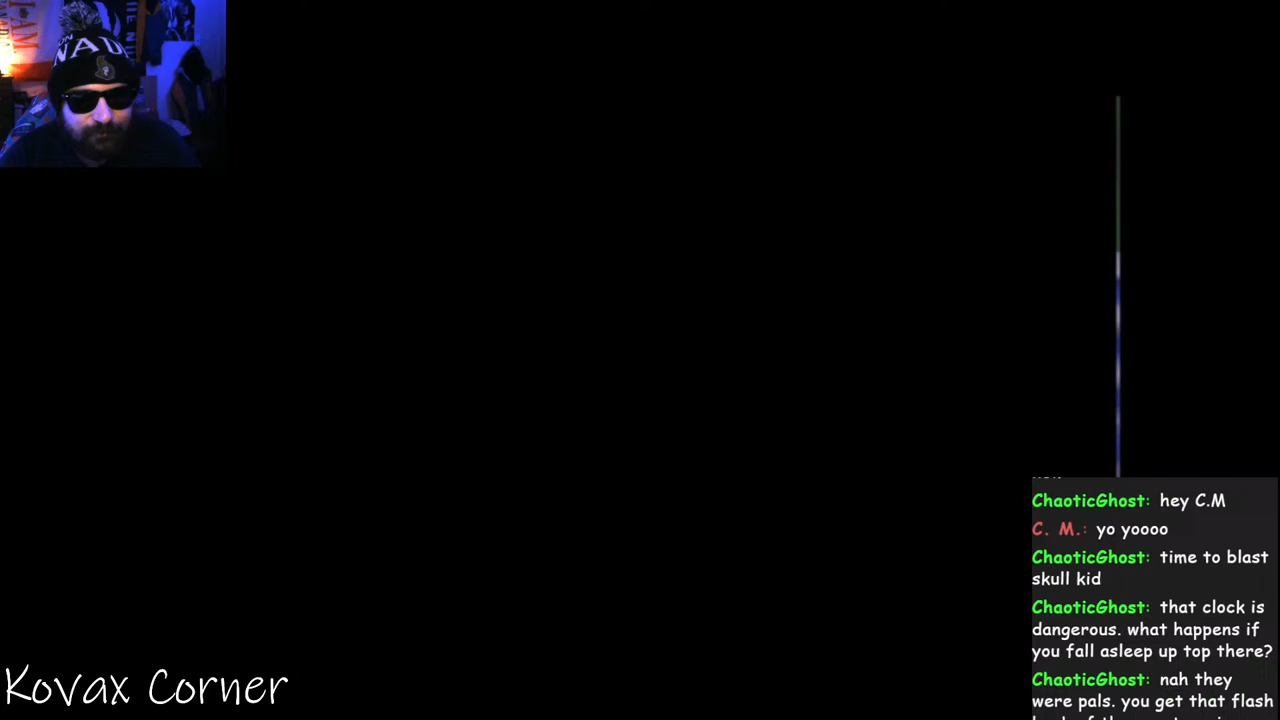 NAD
ChaoticGhost: hey C.M
C. M.: yo yoooo
ChaoticGhost: time to blast
skull kid
ChaoticGhost: that clock is
dangerous. what happens if
you fall asleep up top there?
ChaoticGhost: nah they
were pals. you get that flash
Kovax Corner